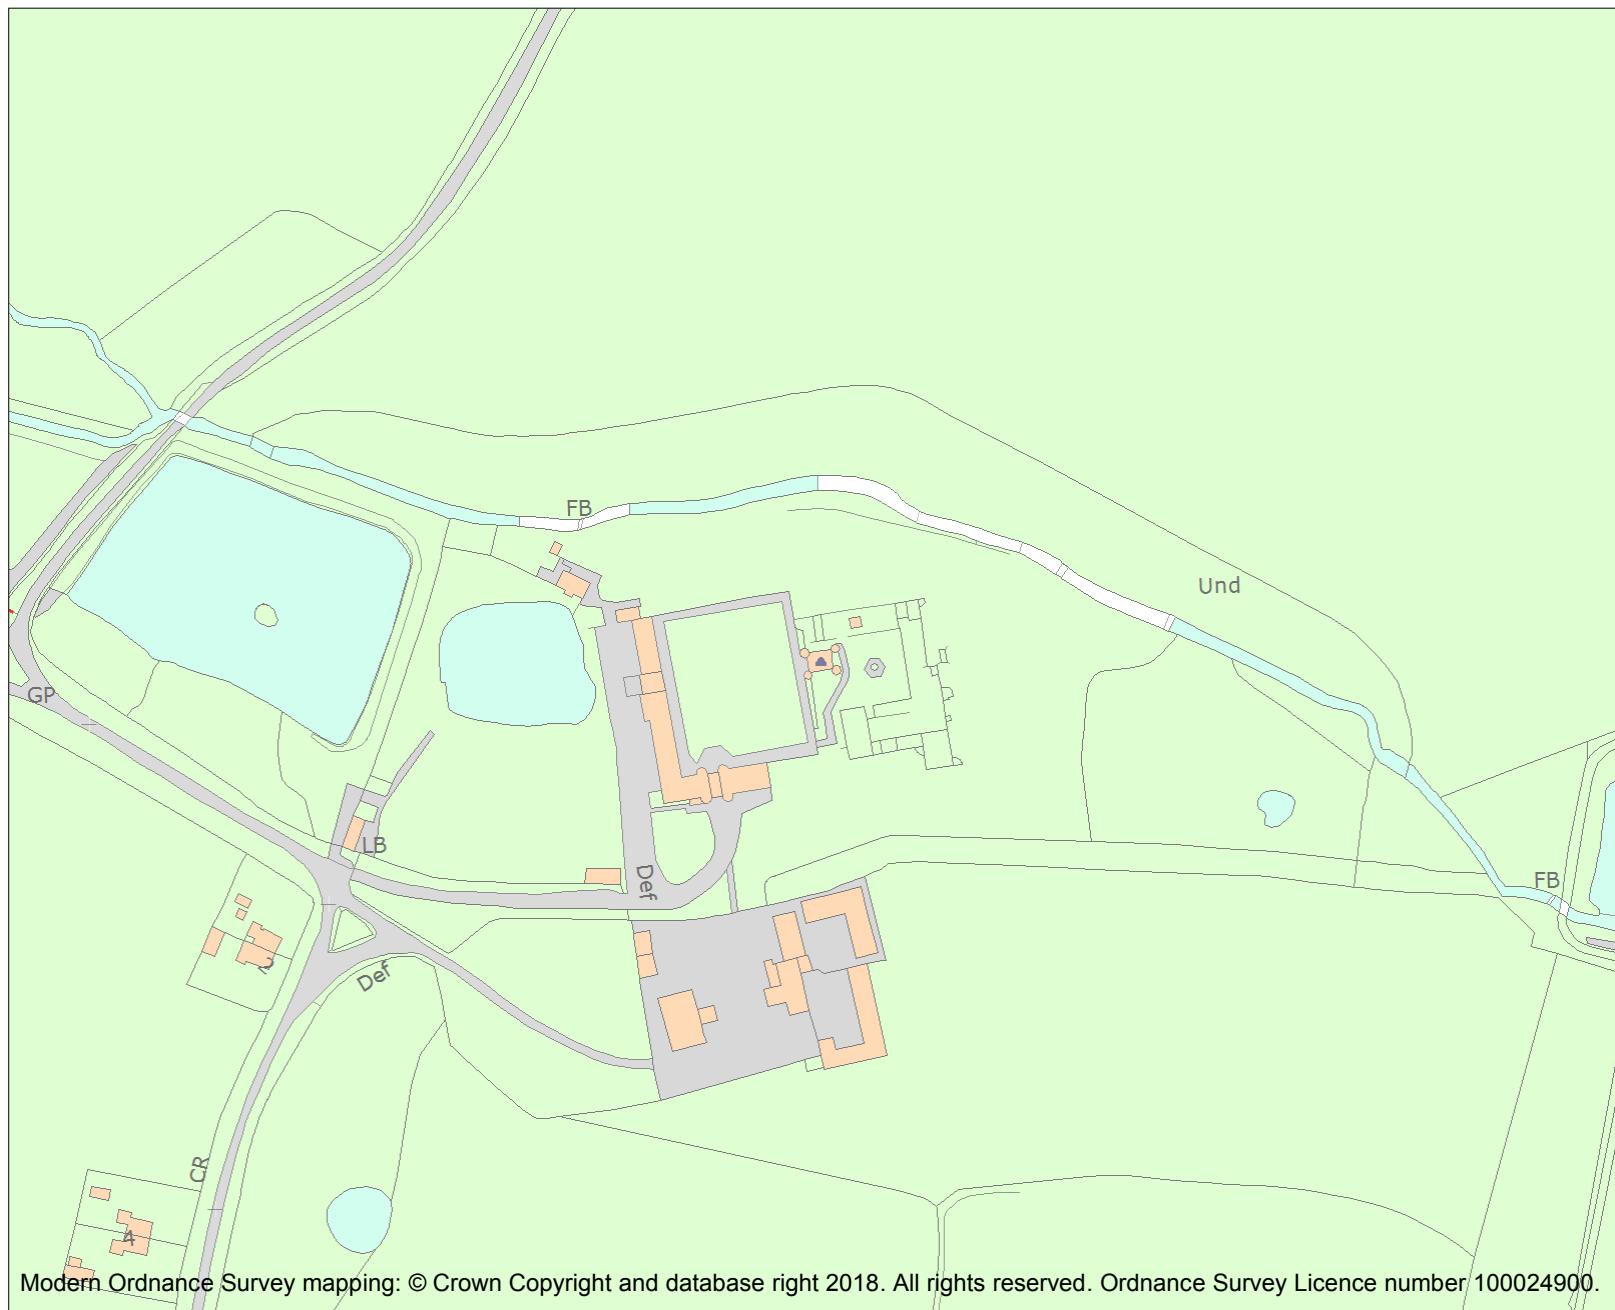 FB
Und
GP
LB
Def
FB
2
Def
CR
4
Modern Ordnance Survey mapping: © Crown Copyright and database right 2018. All rights reserved. Ordnance Survey Licence number 100024900.